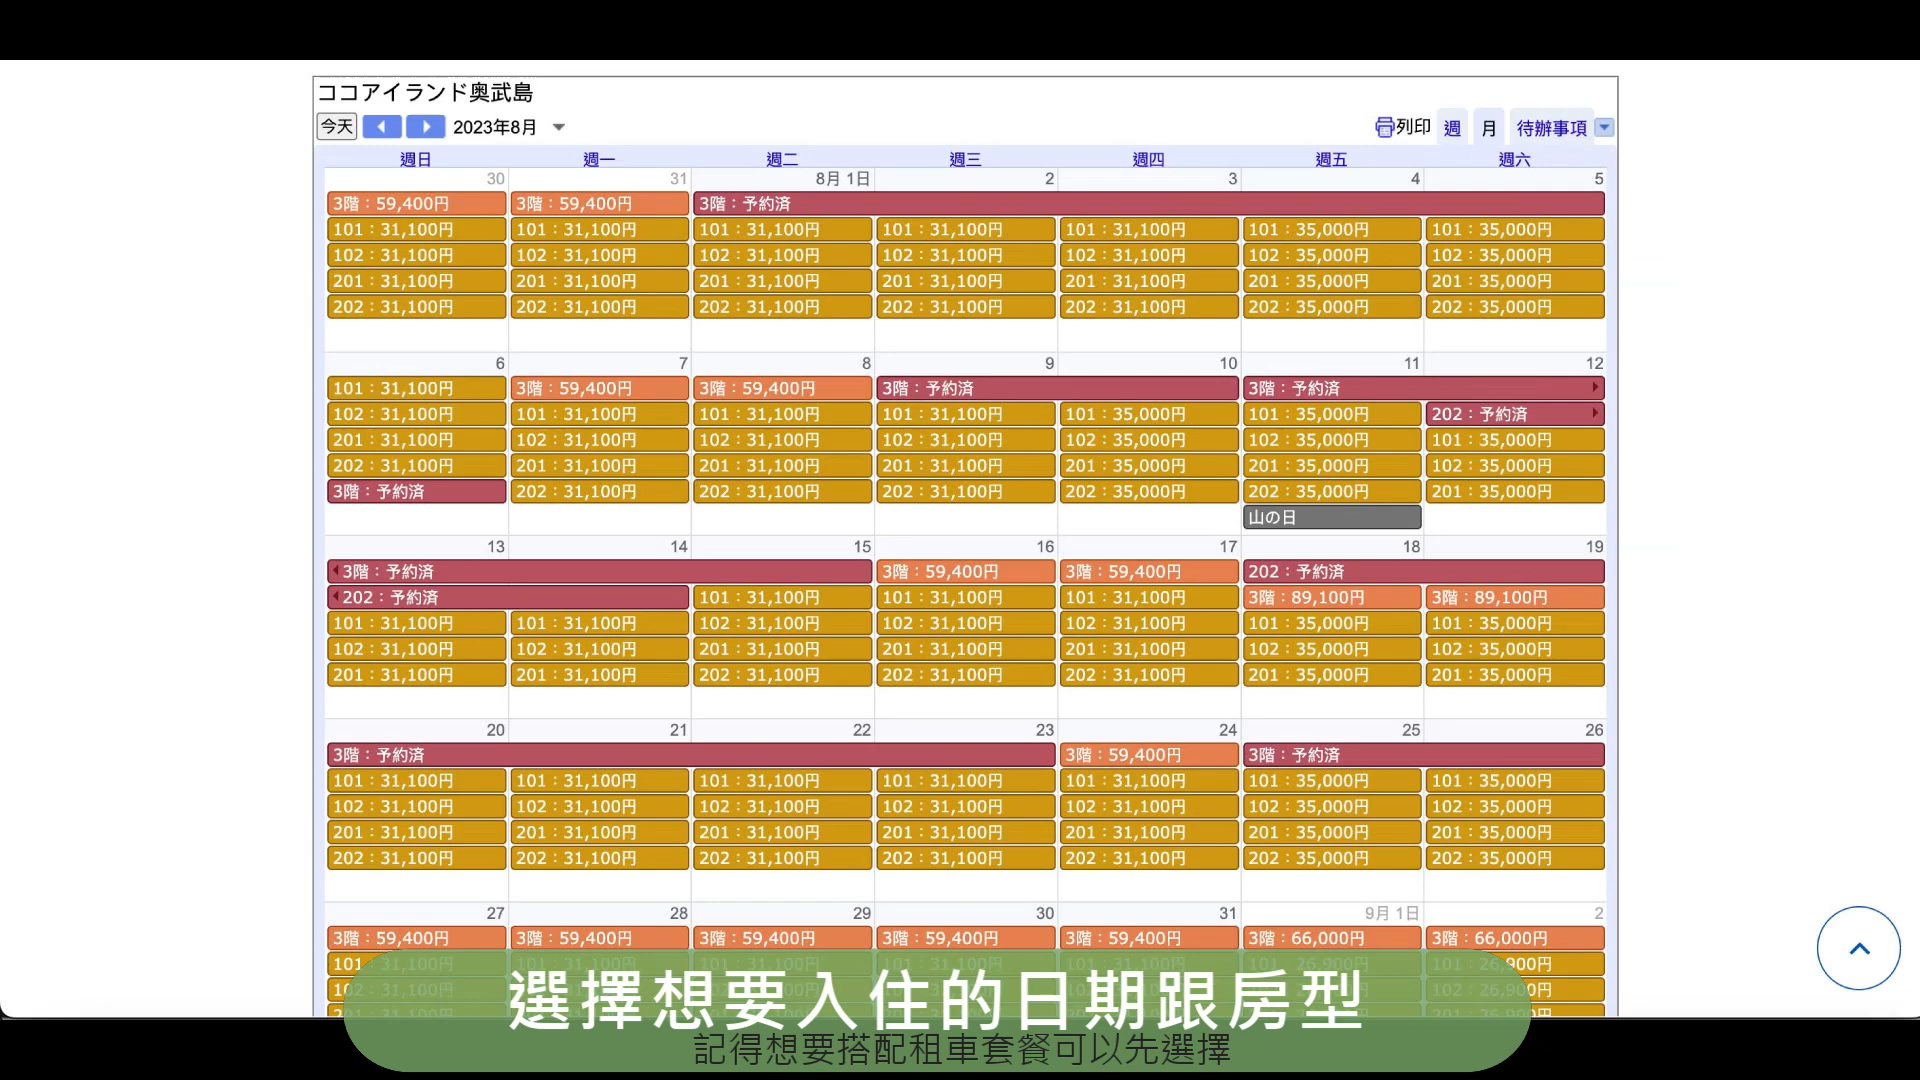 ココアイランド奥武島
今天 2023年8月 列印 週 月 待辦事項
週日 週一 週二 週三 週四 週五 週六
30 31 8月 1日 2 3 4 5
3階：59,400円 3階：59,400円 3階：予約済
101：31,100円 101：31,100円 101：31,100円 101：31,100円 101：31,100円 101：35,000円 101：35,000円
102：31,100円 102：31,100円 102：31,100円 102：31,100円 102：31,100円 102：35,000円 102：35,000円
201：31,100円 201：31,100円 201：31,100円 201：31,100円 201：31,100円 201：35,000円 201：35,000円
202：31,100円 202：31,100円 202：31,100円 202：31,100円 202：31,100円 202：35,000円 202：35,000円
6 7 8 9 10 11 12
101：31,100円 3階：59,400円 3階：59,400円 3階：予約済 3階：予約済
102：31,100円 101：31,100円 101：31,100円 101：31,100円 101：35,000円 101：35,000円 202：予約済
201：31,100円 102：31,100円 102：31,100円 102：31,100円 102：35,000円 102：35,000円 101：35,000円
202：31,100円 201：31,100円 201：31,100円 201：31,100円 201：35,000円 201：35,000円 102：35,000円
3階：予約済 202：31,100円 202：31,100円 202：31,100円 202：35,000円 202：35,000円 201：35,000円
山の日
13 14 15 16 17 18 19
3階：予約済 3階：59,400円 3階：59,400円 202：予約済
202：予約済 101：31,100円 101：31,100円 101：31,100円 3階：89,100円 3階：89,100円
101：31,100円 101：31,100円 102：31,100円 102：31,100円 102：31,100円 101：35,000円 101：35,000円
102：31,100円 102：31,100円 201：31,100円 201：31,100円 201：31,100円 102：35,000円 102：35,000円
201：31,100円 201：31,100円 202：31,100円 202：31,100円 202：31,100円 201：35,000円 201：35,000円
20 21 22 23 24 25 26
3階：予約済 3階：59,400円 3階：予約済
101：31,100円 101：31,100円 101：31,100円 101：31,100円 101：31,100円 101：35,000円 101：35,000円
102：31,100円 102：31,100円 102：31,100円 102：31,100円 102：31,100円 102：35,000円 102：35,000円
201：31,100円 201：31,100円 201：31,100円 201：31,100円 201：31,100円 201：35,000円 201：35,000円
202：31,100円 202：31,100円 202：31,100円 202：31,100円 202：31,100円 202：35,000円 202：35,000円
27 28 29 30 31 9月 1日 2
3階：59,400円 3階：59,400円 3階：59,400円 3階：59,400円 3階：59,400円 3階：66,000円 3階：66,000円
選擇想要入住的日期跟房型
記得想要搭配租車套餐可以先選擇